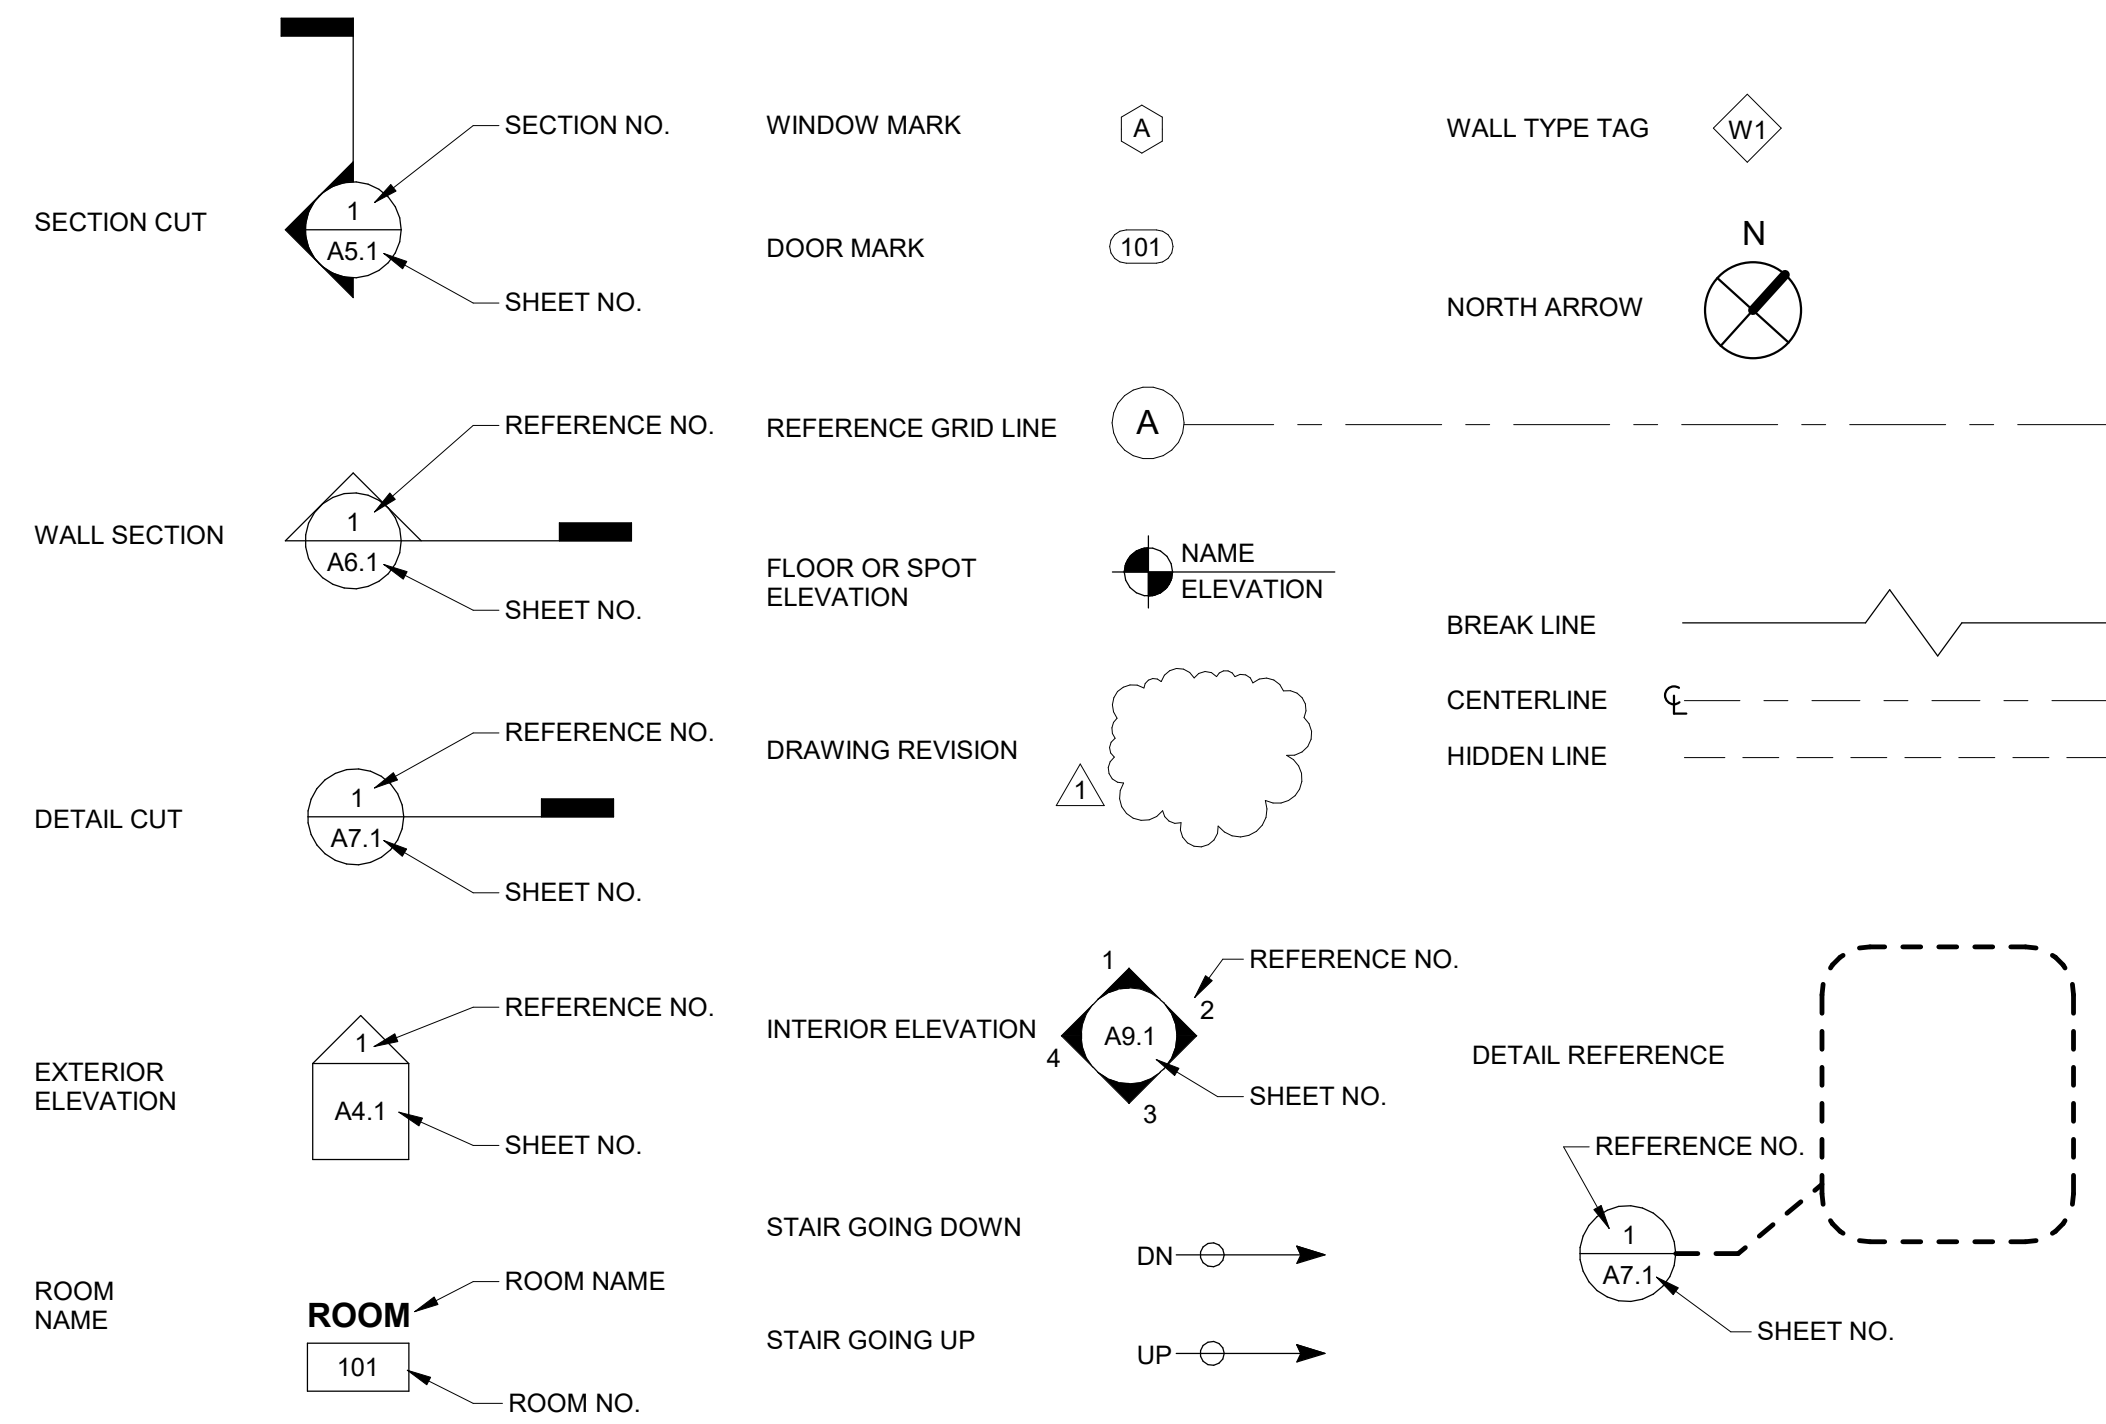 SECTION CUT
1
A5.1
SECTION NO.
SHEET NO.
WALL SECTION
1
A6.1
REFERENCE NO.
SHEET NO.
DETAIL CUT
1
A7.1
REFERENCE NO.
SHEET NO.
EXTERIOR
ELEVATION
1
A4.1
REFERENCE NO.
SHEET NO.
ROOM
NAME
ROOM
101
ROOM NAME
ROOM NO.
WINDOW MARK
A
DOOR MARK
101
REFERENCE GRID LINE
A
FLOOR OR SPOT
ELEVATION
NAME
ELEVATION
DRAWING REVISION
1
INTERIOR ELEVATION
1
2
3
4
A9.1
REFERENCE NO.
SHEET NO.
STAIR GOING DOWN
DN
STAIR GOING UP
UP
WALL TYPE TAG
W1
NORTH ARROW
N
BREAK LINE
CENTERLINE
℄
HIDDEN LINE
DETAIL REFERENCE
REFERENCE NO.
1
A7.1
SHEET NO.